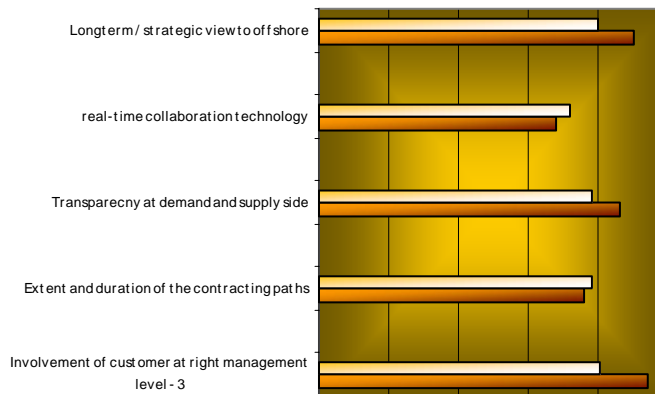 Longterm / strategic view to offshore
real-time collaboration technology
Transparecny at demand and supply side
Extent and duration of the contracting paths
Involvement of customer at right management
level - 3